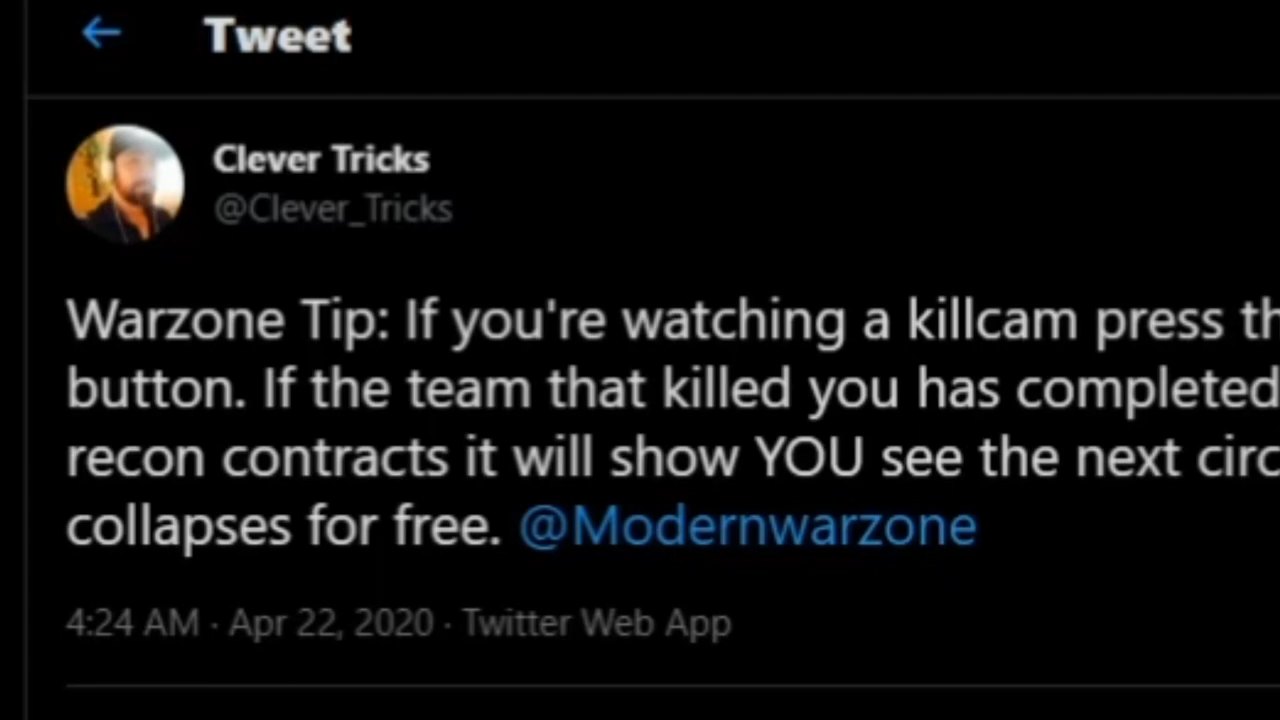 Tweet
Clever Tricks
@Clever_Tricks
Warzone Tip: If you're watching a killcam press th
button. If the team that killed you has completed
recon contracts it will show YOU see the next circ
collapses for free. @Modernwarzone
4:24 AM · Apr 22, 2020 · Twitter Web App